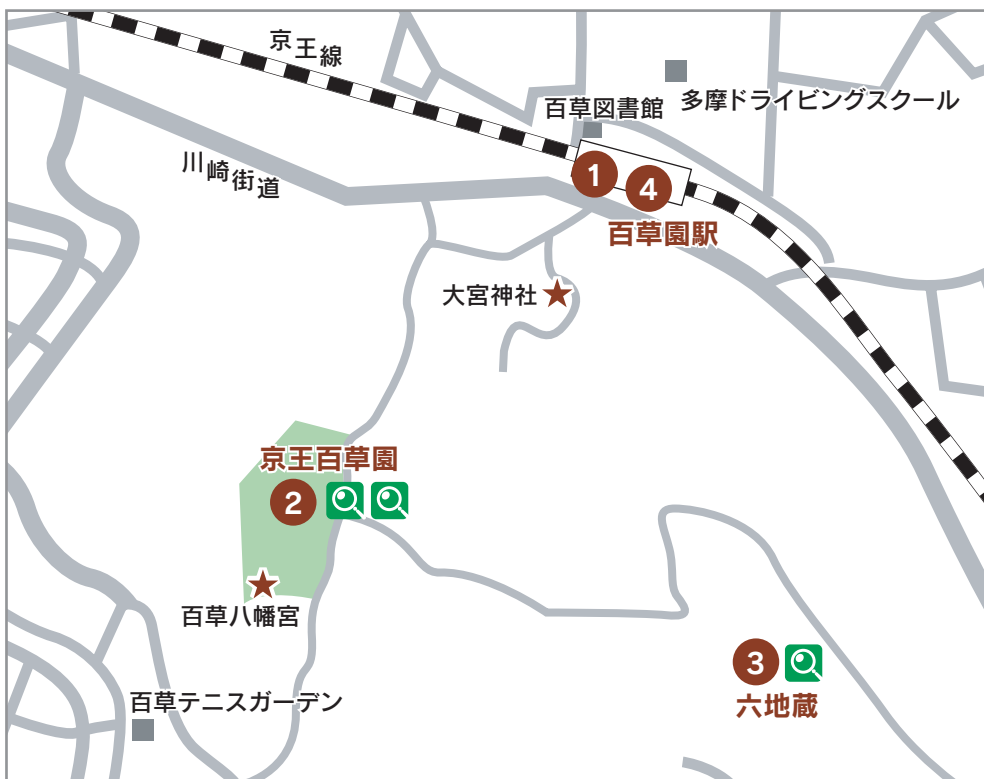 京王線
百草図書館
多摩ドライビングスクール
川崎街道
1
4
百草園駅
大宮神社
京王百草園
2
百草八幡宮
3
六地蔵
百草テニスガーデン